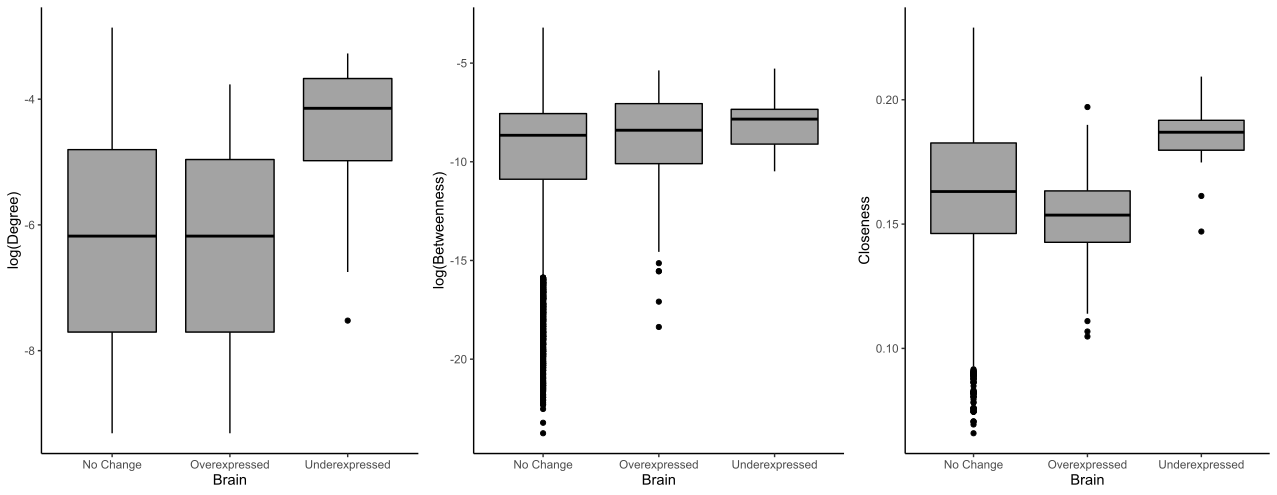 log(Degree)
-4
-6
-8
No Change Overexpressed Underexpressed
Brain
log(Betweenness)
-5
-10
-15
-20
No Change Overexpressed Underexpressed
Brain
Closeness
0.20
0.15
0.10
No Change Overexpressed Underexpressed
Brain